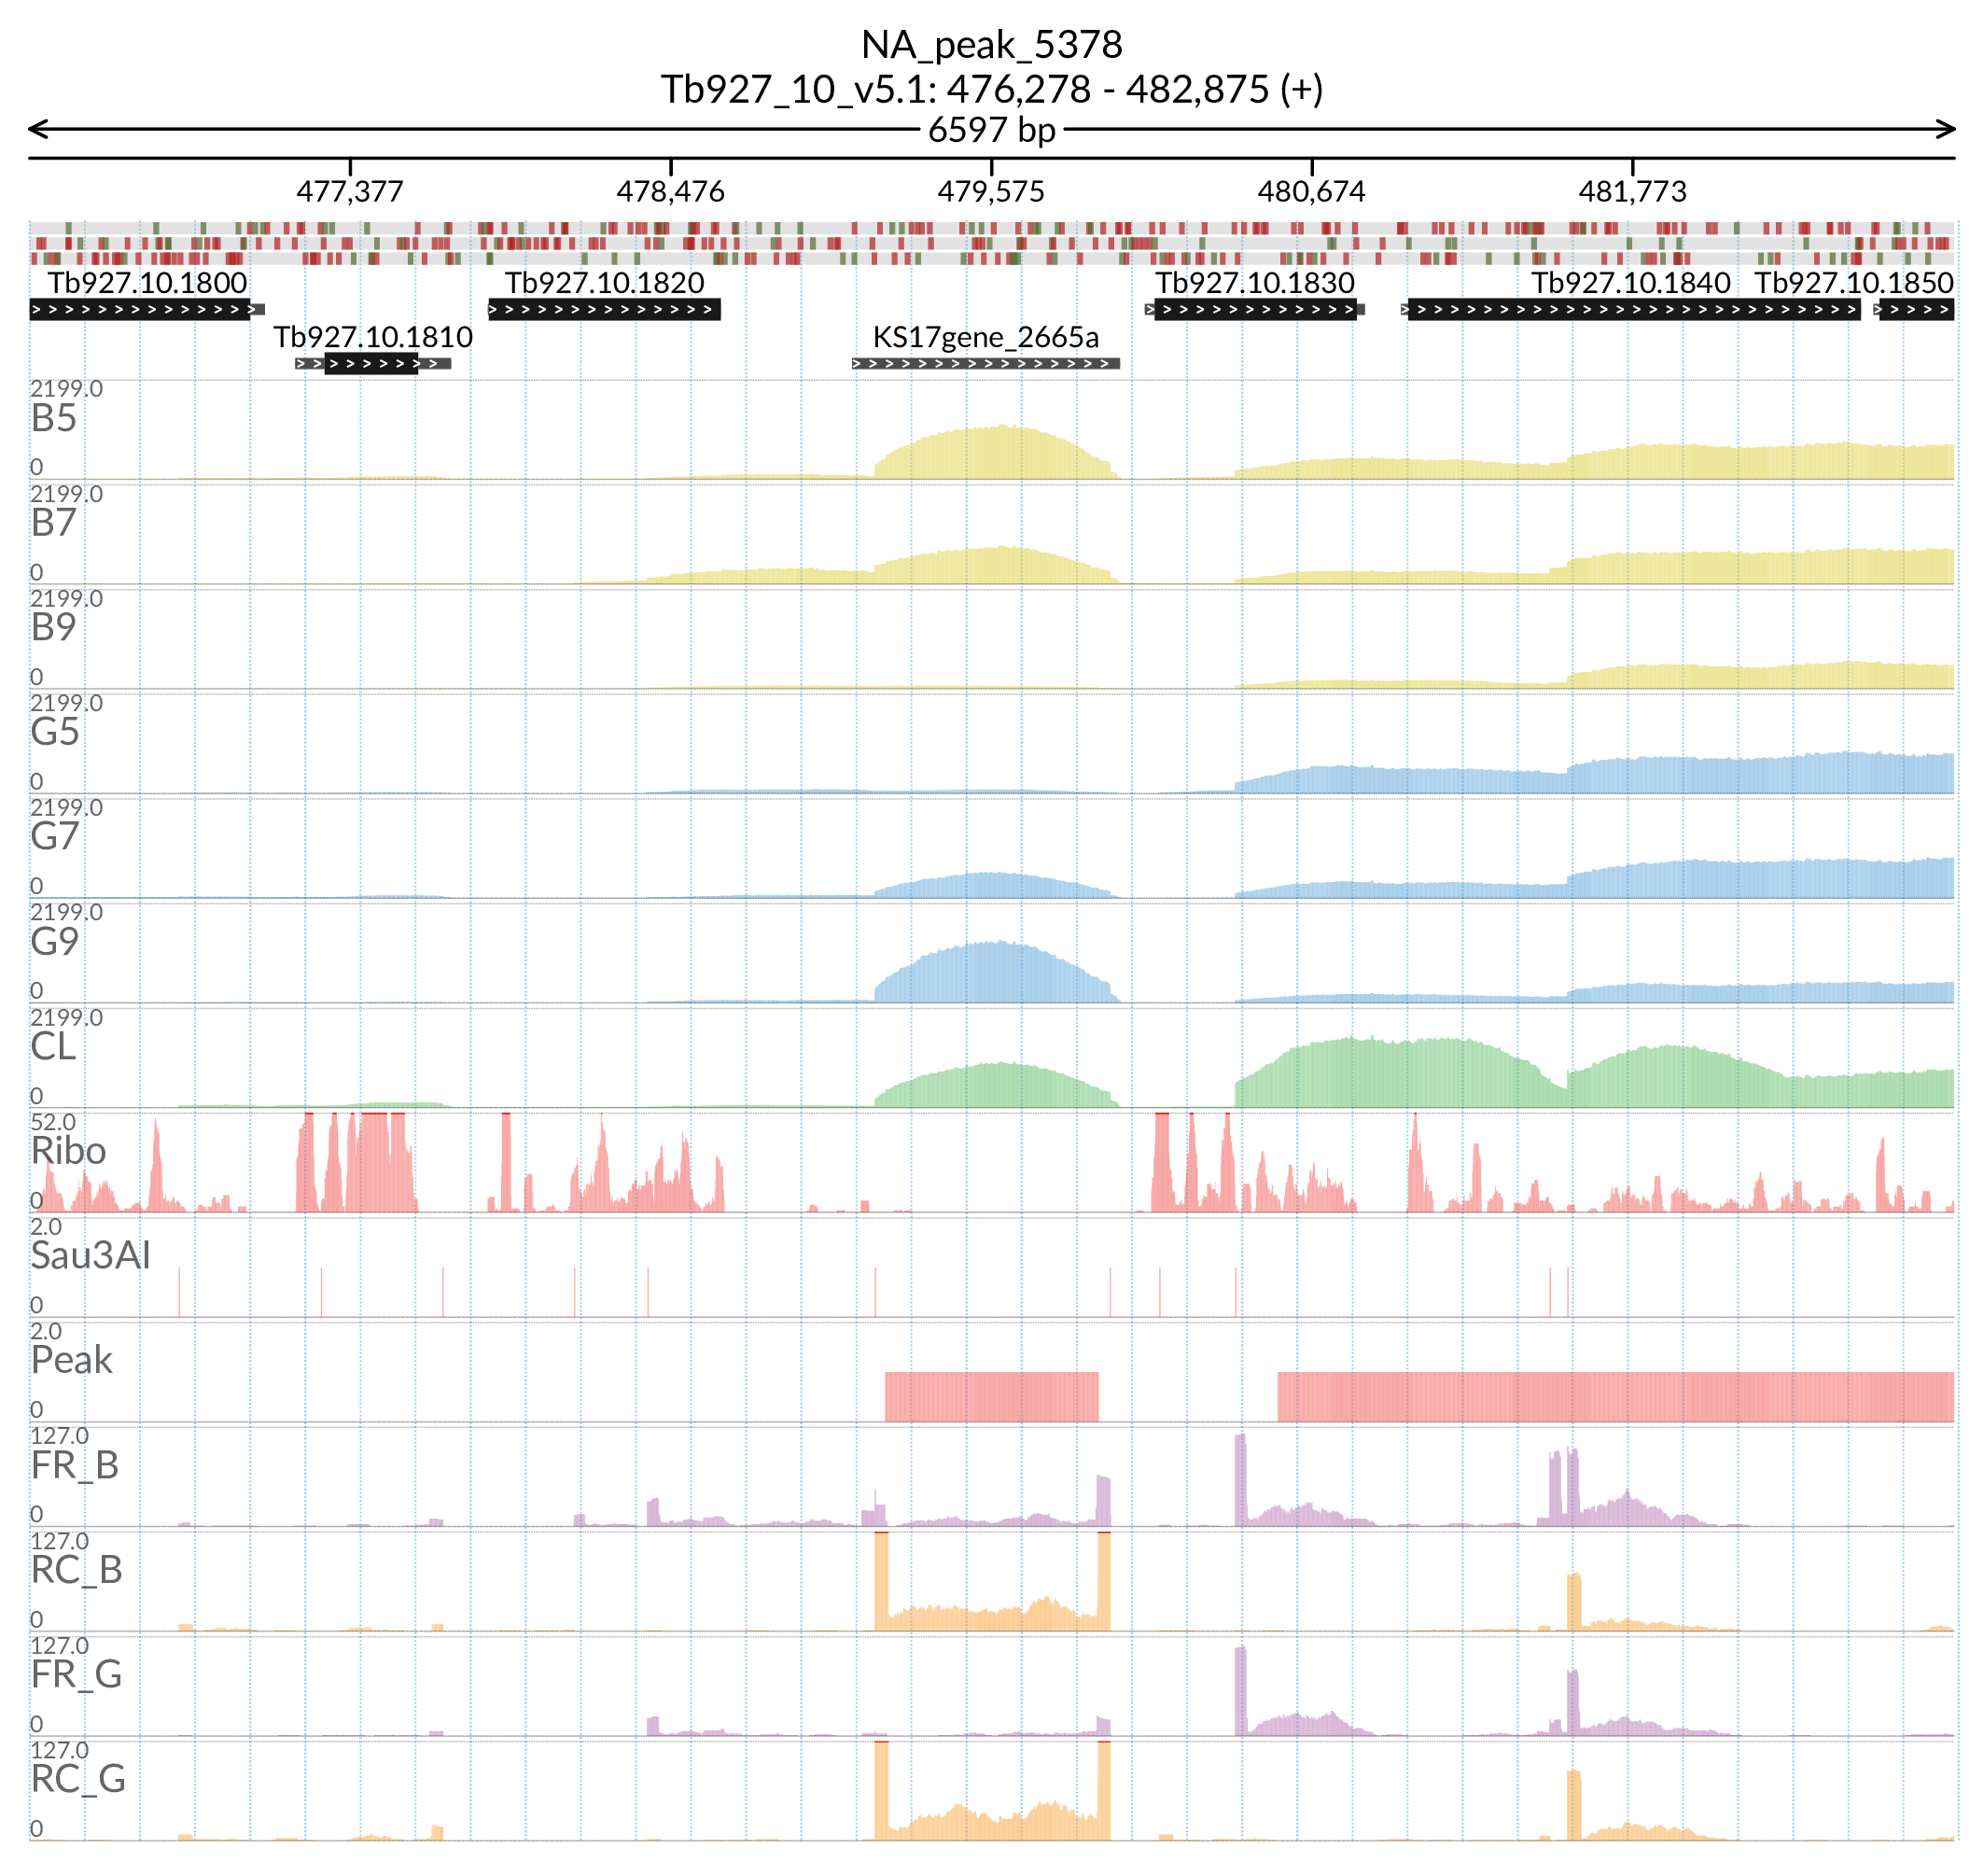 NA_peak_5378
Tb927_10_v5.1: 476,278 - 482,875 (+)
6597 bp
477,377 478,476 479,575 480,674 481,773
Tb927.10.1800 Tb927.10.1820 Tb927.10.1830 Tb927.10.1840 Tb927.10.1850
Tb927.10.1810 KS17gene_2665a
2199.0
B5
0
2199.0
B7
0
2199.0
B9
0
2199.0
G5
0
2199.0
G7
0
2199.0
G9
0
2199.0
CL
0
52.0
Ribo
0
2.0
Sau3AI
0
2.0
Peak
0
127.0
FR_B
0
127.0
RC_B
0
127.0
FR_G
0
127.0
RC_G
0